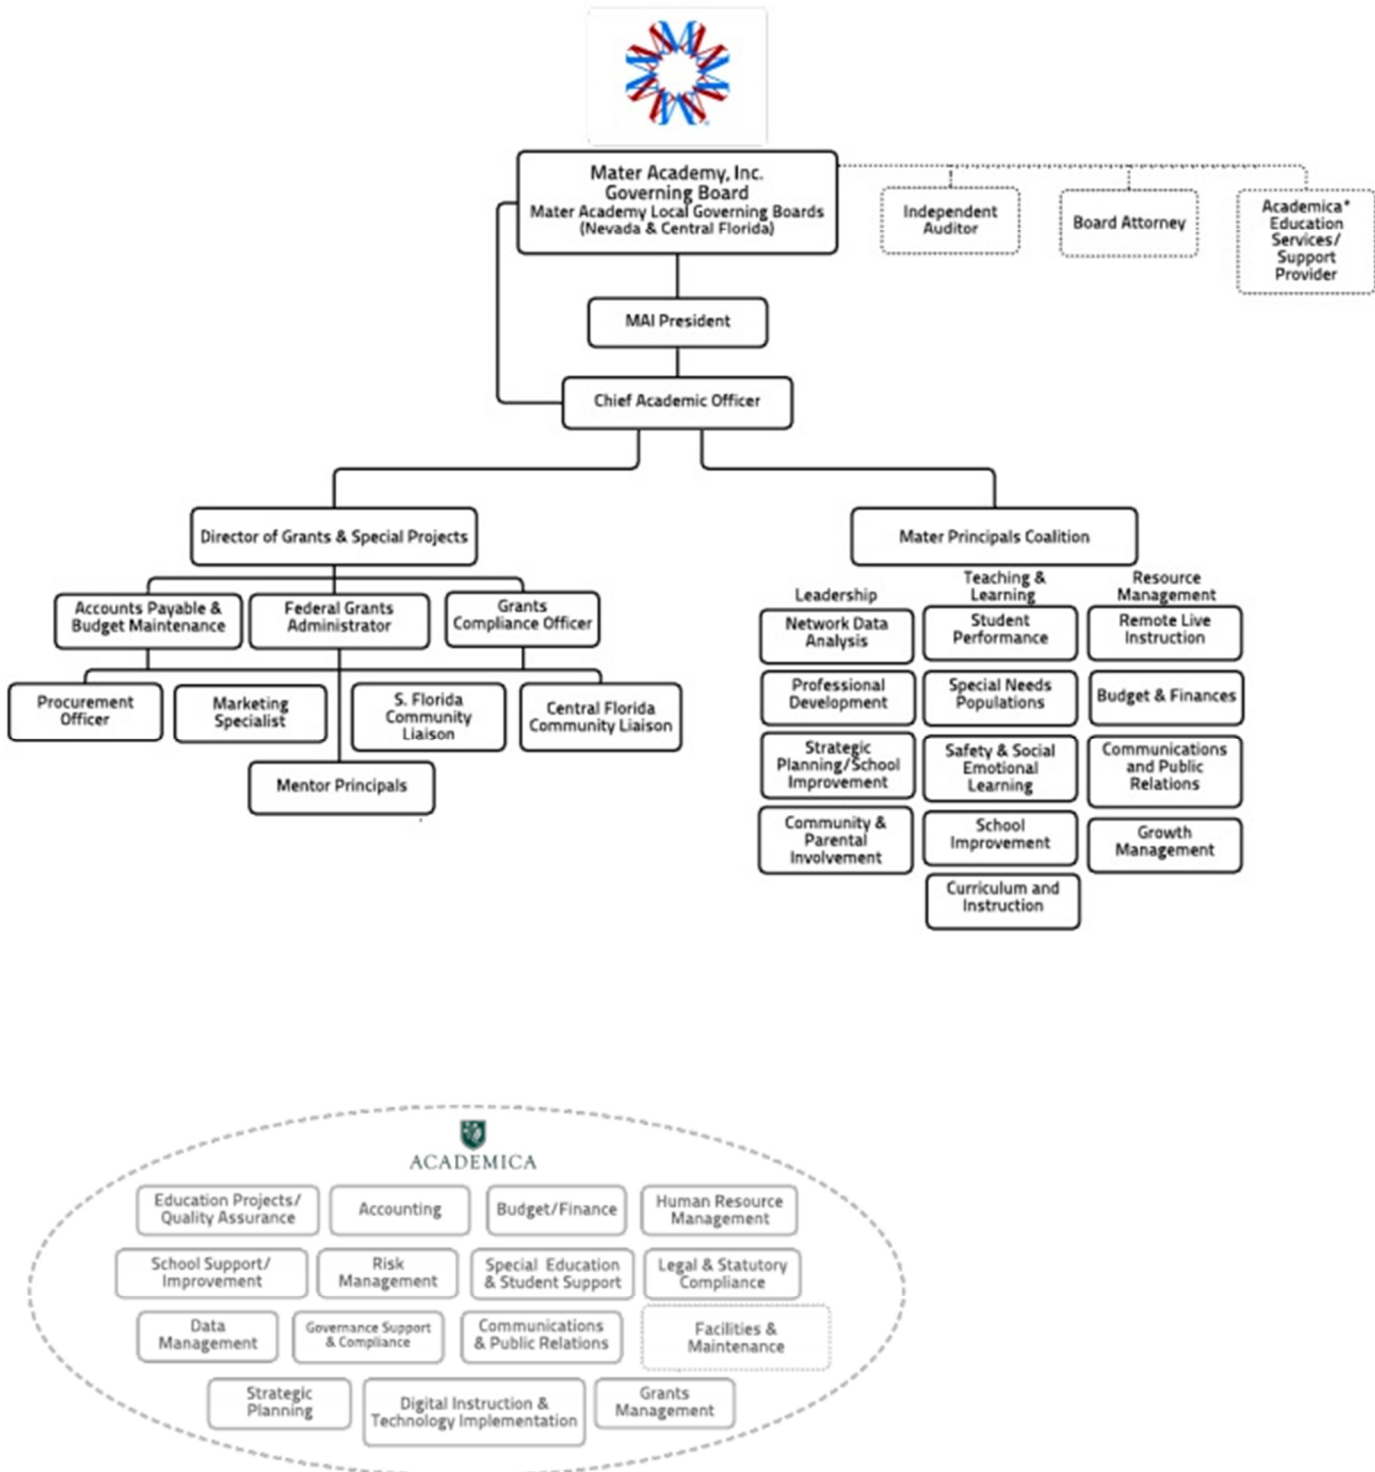 Mater Academy, Inc.
Governing Board
Mater Academy Local Governing Boards
(Nevada & Central Florida)
Independent
Auditor
Board Attorney
Academica*
Education
Services/
Support
Provider
MAI President
Chief Academic Officer
Director of Grants & Special Projects
Accounts Payable &
Budget Maintenance
Federal Grants
Administrator
Grants
Compliance Officer
Procurement
Officer
Marketing
Specialist
S. Florida
Community
Liaison
Central Florida
Community Liaison
Mentor Principals
Mater Principals Coalition
Leadership
Network Data
Analysis
Professional
Development
Strategic
Planning/School
Improvement
Community &
Parental
Involvement
Teaching &
Learning
Student
Performance
Special Needs
Populations
Safety & Social
Emotional
Learning
School
Improvement
Curriculum and
Instruction
Resource
Management
Remote Live
Instruction
Budget & Finances
Communications
and Public
Relations
Growth
Management
ACADEMICA
Education Projects/
Quality Assurance
Accounting
Budget/Finance
Human Resource
Management
School Support/
Improvement
Risk
Management
Special Education
& Student Support
Legal & Statutory
Compliance
Data
Management
Governance Support
& Compliance
Communications
& Public Relations
Facilities &
Maintenance
Strategic
Planning
Digital Instruction &
Technology Implementation
Grants
Management